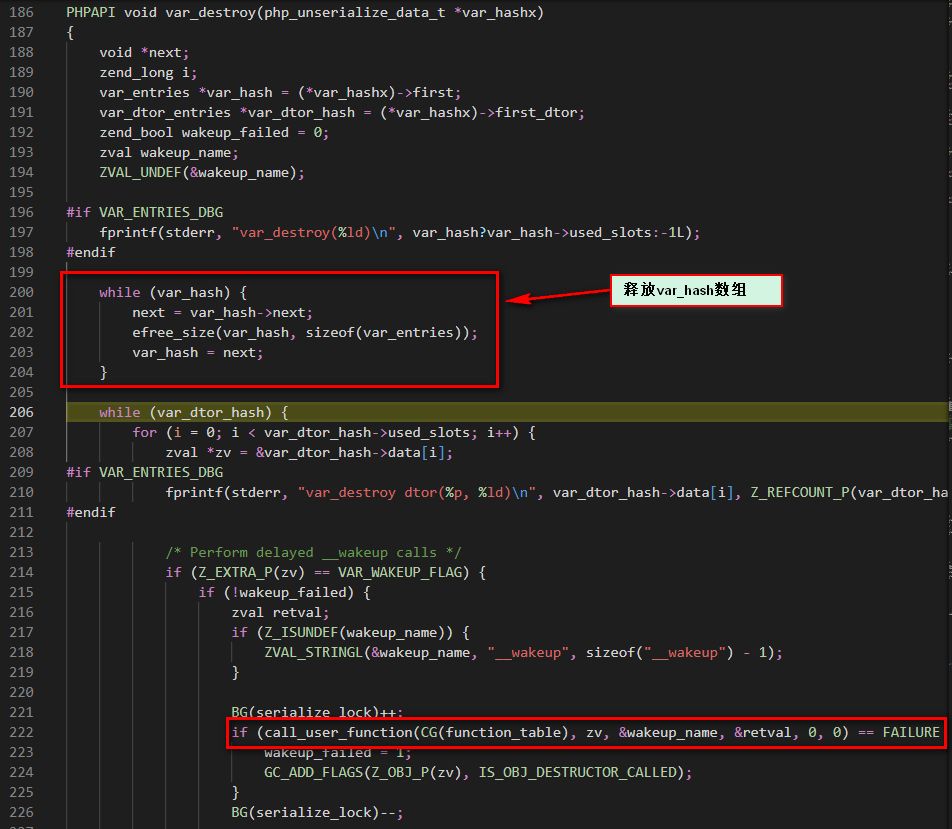 186 PHPAPI void var_destroy(php_unserialize_data_t *var_hashx)
187 {
188     void *next;
189     zend_long i;
190     var_entries *var_hash = (*var_hashx)->first;
191     var_dtor_entries *var_dtor_hash = (*var_hashx)->first_dtor;
192     zend_bool wakeup_failed = 0;
193     zval wakeup_name;
194     ZVAL_UNDEF(&wakeup_name);
195
196 #if VAR_ENTRIES_DBG
197     fprintf(stderr, "var_destroy(%ld)\n", var_hash?var_hash->used_slots:-1L);
198 #endif
199
200     while (var_hash) { 释放var_hash数组
201         next = var_hash->next;
202         efree_size(var_hash, sizeof(var_entries));
203         var_hash = next;
204     }
205
206     while (var_dtor_hash) {
207         for (i = 0; i < var_dtor_hash->used_slots; i++) {
208             zval *zv = &var_dtor_hash->data[i];
209 #if VAR_ENTRIES_DBG
210             fprintf(stderr, "var_destroy dtor(%p, %ld)\n", var_dtor_hash->data[i], Z_REFCOUNT_P(var_dtor_ha
211 #endif
212
213             /* Perform delayed __wakeup calls */
214             if (Z_EXTRA_P(zv) == VAR_WAKEUP_FLAG) {
215                 if (!wakeup_failed) {
216                     zval retval;
217                     if (Z_ISUNDEF(wakeup_name)) {
218                         ZVAL_STRINGL(&wakeup_name, "__wakeup", sizeof("__wakeup") - 1);
219                     }
220
221                     BG(serialize_lock)++;
222                     if (call_user_function(CG(function_table), zv, &wakeup_name, &retval, 0, 0) == FAILURE
223                         wakeup_failed = 1;
224                         GC_ADD_FLAGS(Z_OBJ_P(zv), IS_OBJ_DESTRUCTOR_CALLED);
225                     }
226                     BG(serialize_lock)--;